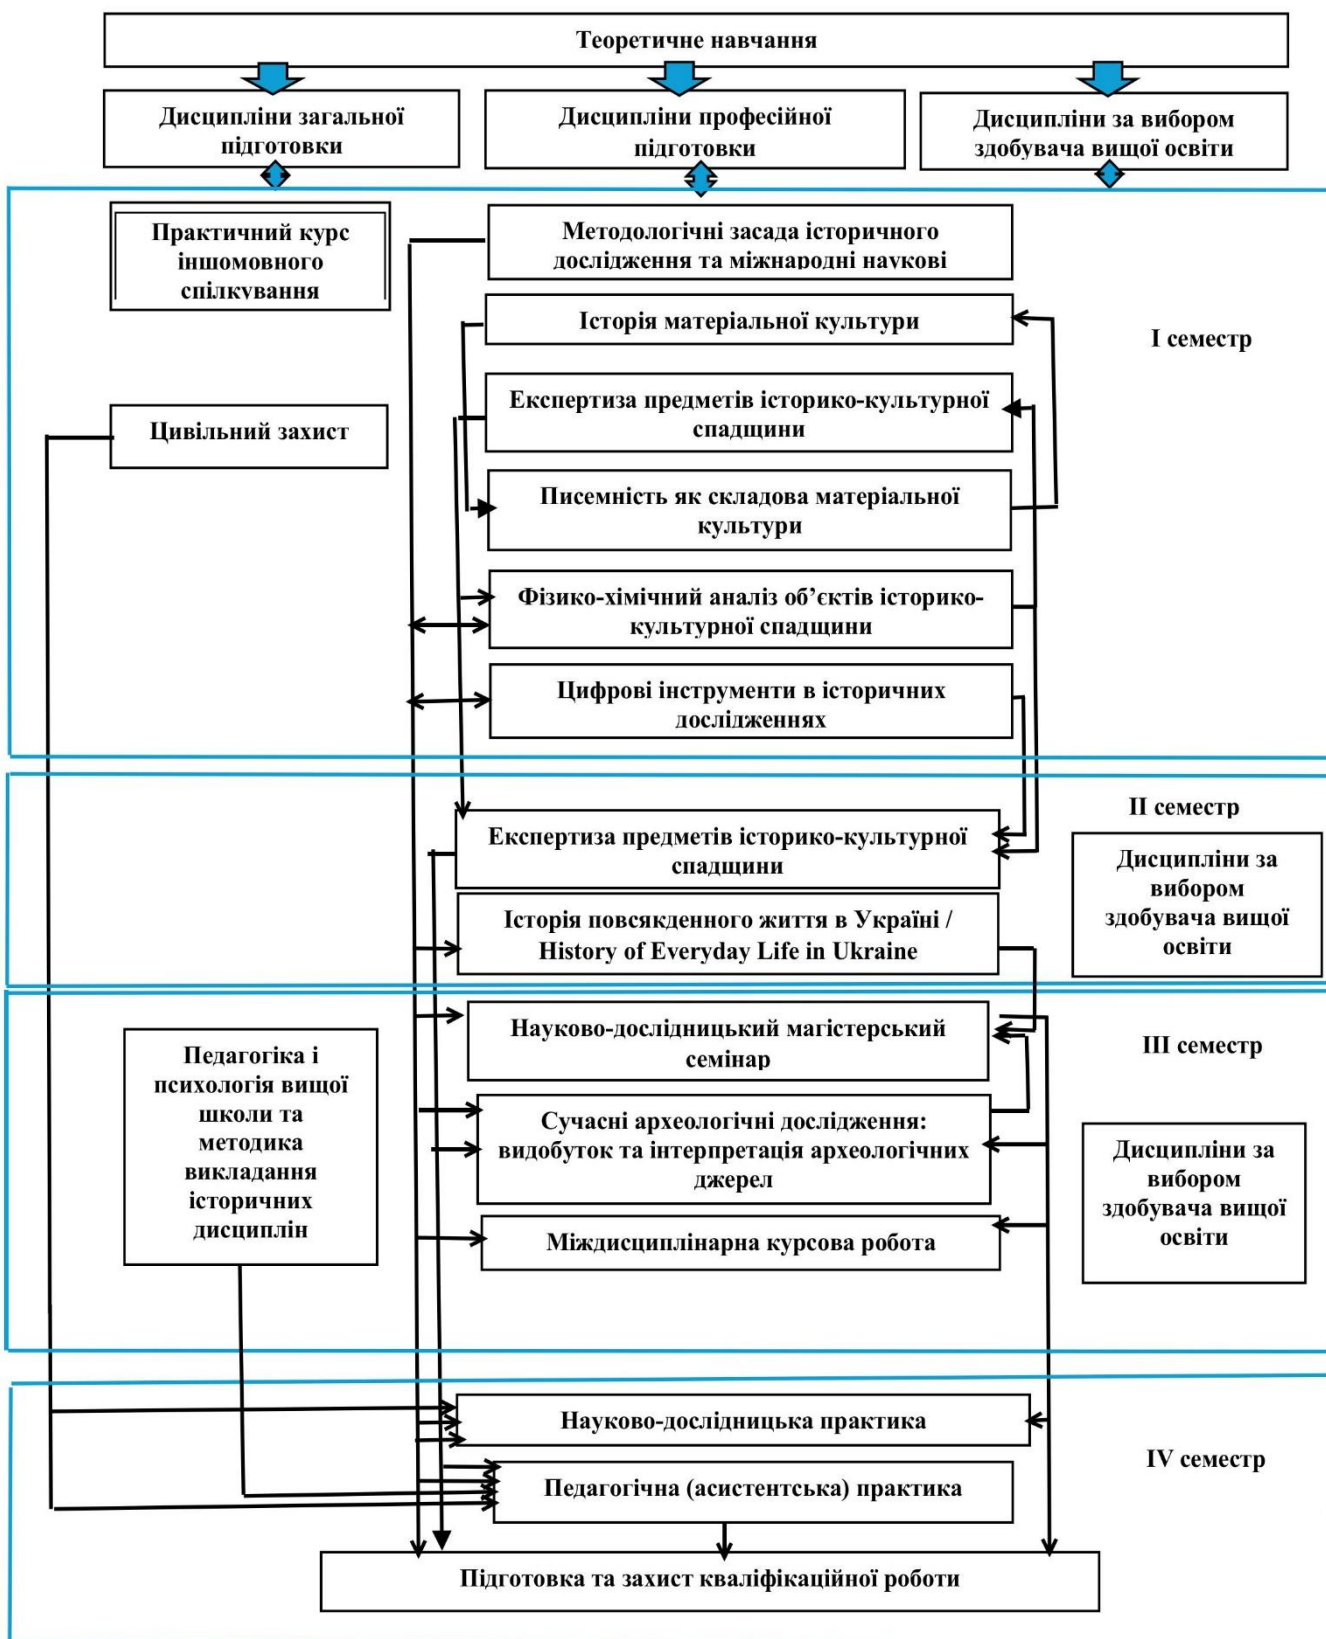 Теоретичне навчання
Дисципліни загальної
підготовки
Дисципліни професійної
підготовки
Дисципліни за вибором
здобувача вищої освіти
Практичний курс
іншомовного
спілкування
Методологічні засада історичного
дослідження та міжнародні наукові
Історія матеріальної культури
І семестр
Експертиза предметів історико-культурної
спадщини
Цивільний захист
Писемність як складова матеріальної
культури
Фізико-хімічний аналіз об’єктів історико-
культурної спадщини
Цифрові інструменти в історичних
дослідженнях
ІІ семестр
Експертиза предметів історико-культурної
спадщини
Дисципліни за
вибором
здобувача вищої
освіти
Історія повсякденного життя в Україні /
History of Everyday Life in Ukraine
Науково-дослідницький магістерський
семінар
ІІІ семестр
Педагогіка і
психологія вищої
школи та
методика
викладання
історичних
дисциплін
Сучасні археологічні дослідження:
видобуток та інтерпретація археологічних
джерел
Дисципліни за
вибором
здобувача вищої
освіти
Міждисциплінарна курсова робота
Науково-дослідницька практика
IV семестр
Педагогічна (асистентська) практика
Підготовка та захист кваліфікаційної роботи